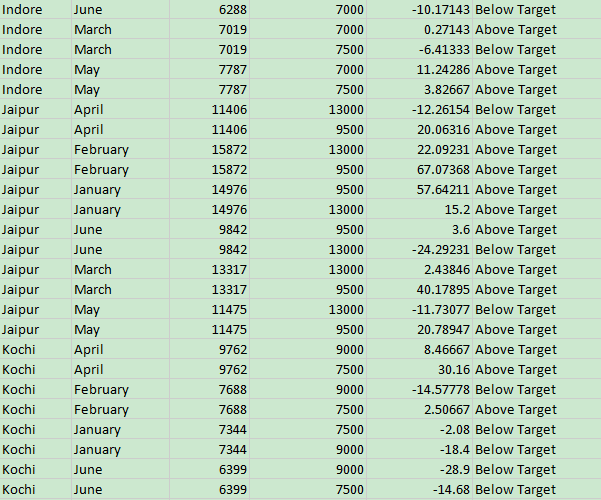 Indore June 6288 7000 -10.17143 Below Target
Indore March 7019 7000 0.27143 Above Target
Indore March 7019 7500 -6.41333 Below Target
Indore May 7787 7000 11.24286 Above Target
Indore May 7787 7500 3.82667 Above Target
Jaipur April 11406 13000 -12.26154 Below Target
Jaipur April 11406 9500 20.06316 Above Target
Jaipur February 15872 13000 22.09231 Above Target
Jaipur February 15872 9500 67.07368 Above Target
Jaipur January 14976 9500 57.64211 Above Target
Jaipur January 14976 13000 15.2 Above Target
Jaipur June 9842 9500 3.6 Above Target
Jaipur June 9842 13000 -24.29231 Below Target
Jaipur March 13317 13000 2.43846 Above Target
Jaipur March 13317 9500 40.17895 Above Target
Jaipur May 11475 13000 -11.73077 Below Target
Jaipur May 11475 9500 20.78947 Above Target
Kochi April 9762 9000 8.46667 Above Target
Kochi April 9762 7500 30.16 Above Target
Kochi February 7688 9000 -14.57778 Below Target
Kochi February 7688 7500 2.50667 Above Target
Kochi January 7344 7500 -2.08 Below Target
Kochi January 7344 9000 -18.4 Below Target
Kochi June 6399 9000 -28.9 Below Target
Kochi June 6399 7500 -14.68 Below Target